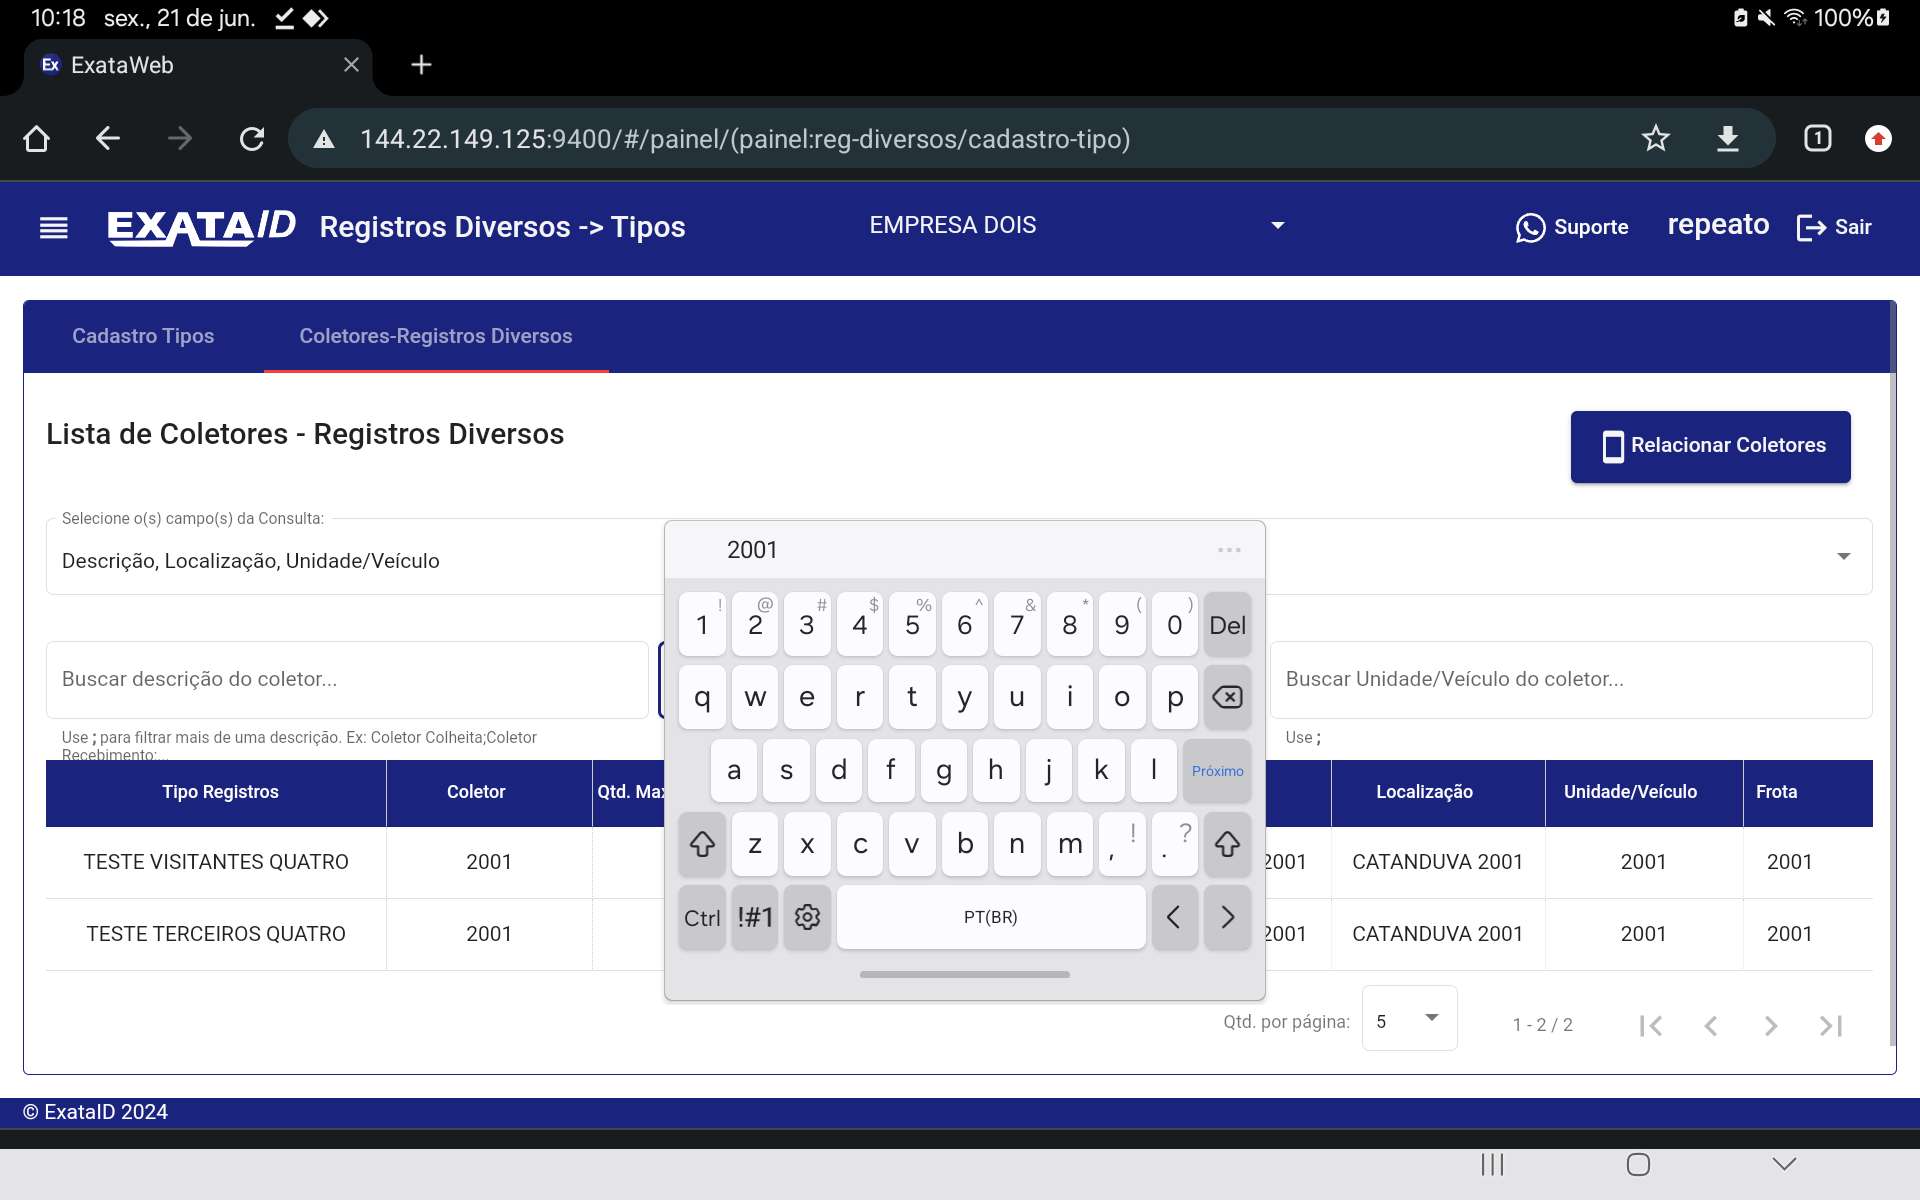 10:18 sex., 21 de jun. 100%
Ex ExataWeb
144.22.149.125:9400/#/painel/(painel:reg-diversos/cadastro-tipo) 1
EXATAID Registros Diversos -> Tipos EMPRESA DOIS Suporte repeato Sair
Cadastro Tipos Coletores-Registros Diversos
Lista de Coletores - Registros Diversos Relacionar Coletores
Selecione o(s) campo(s) da Consulta:
Descrição, Localização, Unidade/Veículo
Buscar descrição do coletor... Buscar Unidade/Veículo do coletor...
Use ; para filtrar mais de uma descrição. Ex: Coletor Colheita;Coletor Use ;
Recebimento;...
Tipo Registros Coletor Qtd. Max Localização Unidade/Veículo Frota
TESTE VISITANTES QUATRO 2001 2001 CATANDUVA 2001 2001 2001
TESTE TERCEIROS QUATRO 2001 2001 CATANDUVA 2001 2001 2001
2001 ...
! @ # $ % ^ & * ( )
1 2 3 4 5 6 7 8 9 0 Del
q w e r t y u i o p
a s d f g h j k l Próximo
z x c v b n m , ! . ?
Ctrl !#1 PT(BR) < >
Qtd. por página: 5 1 - 2 / 2
© ExataID 2024